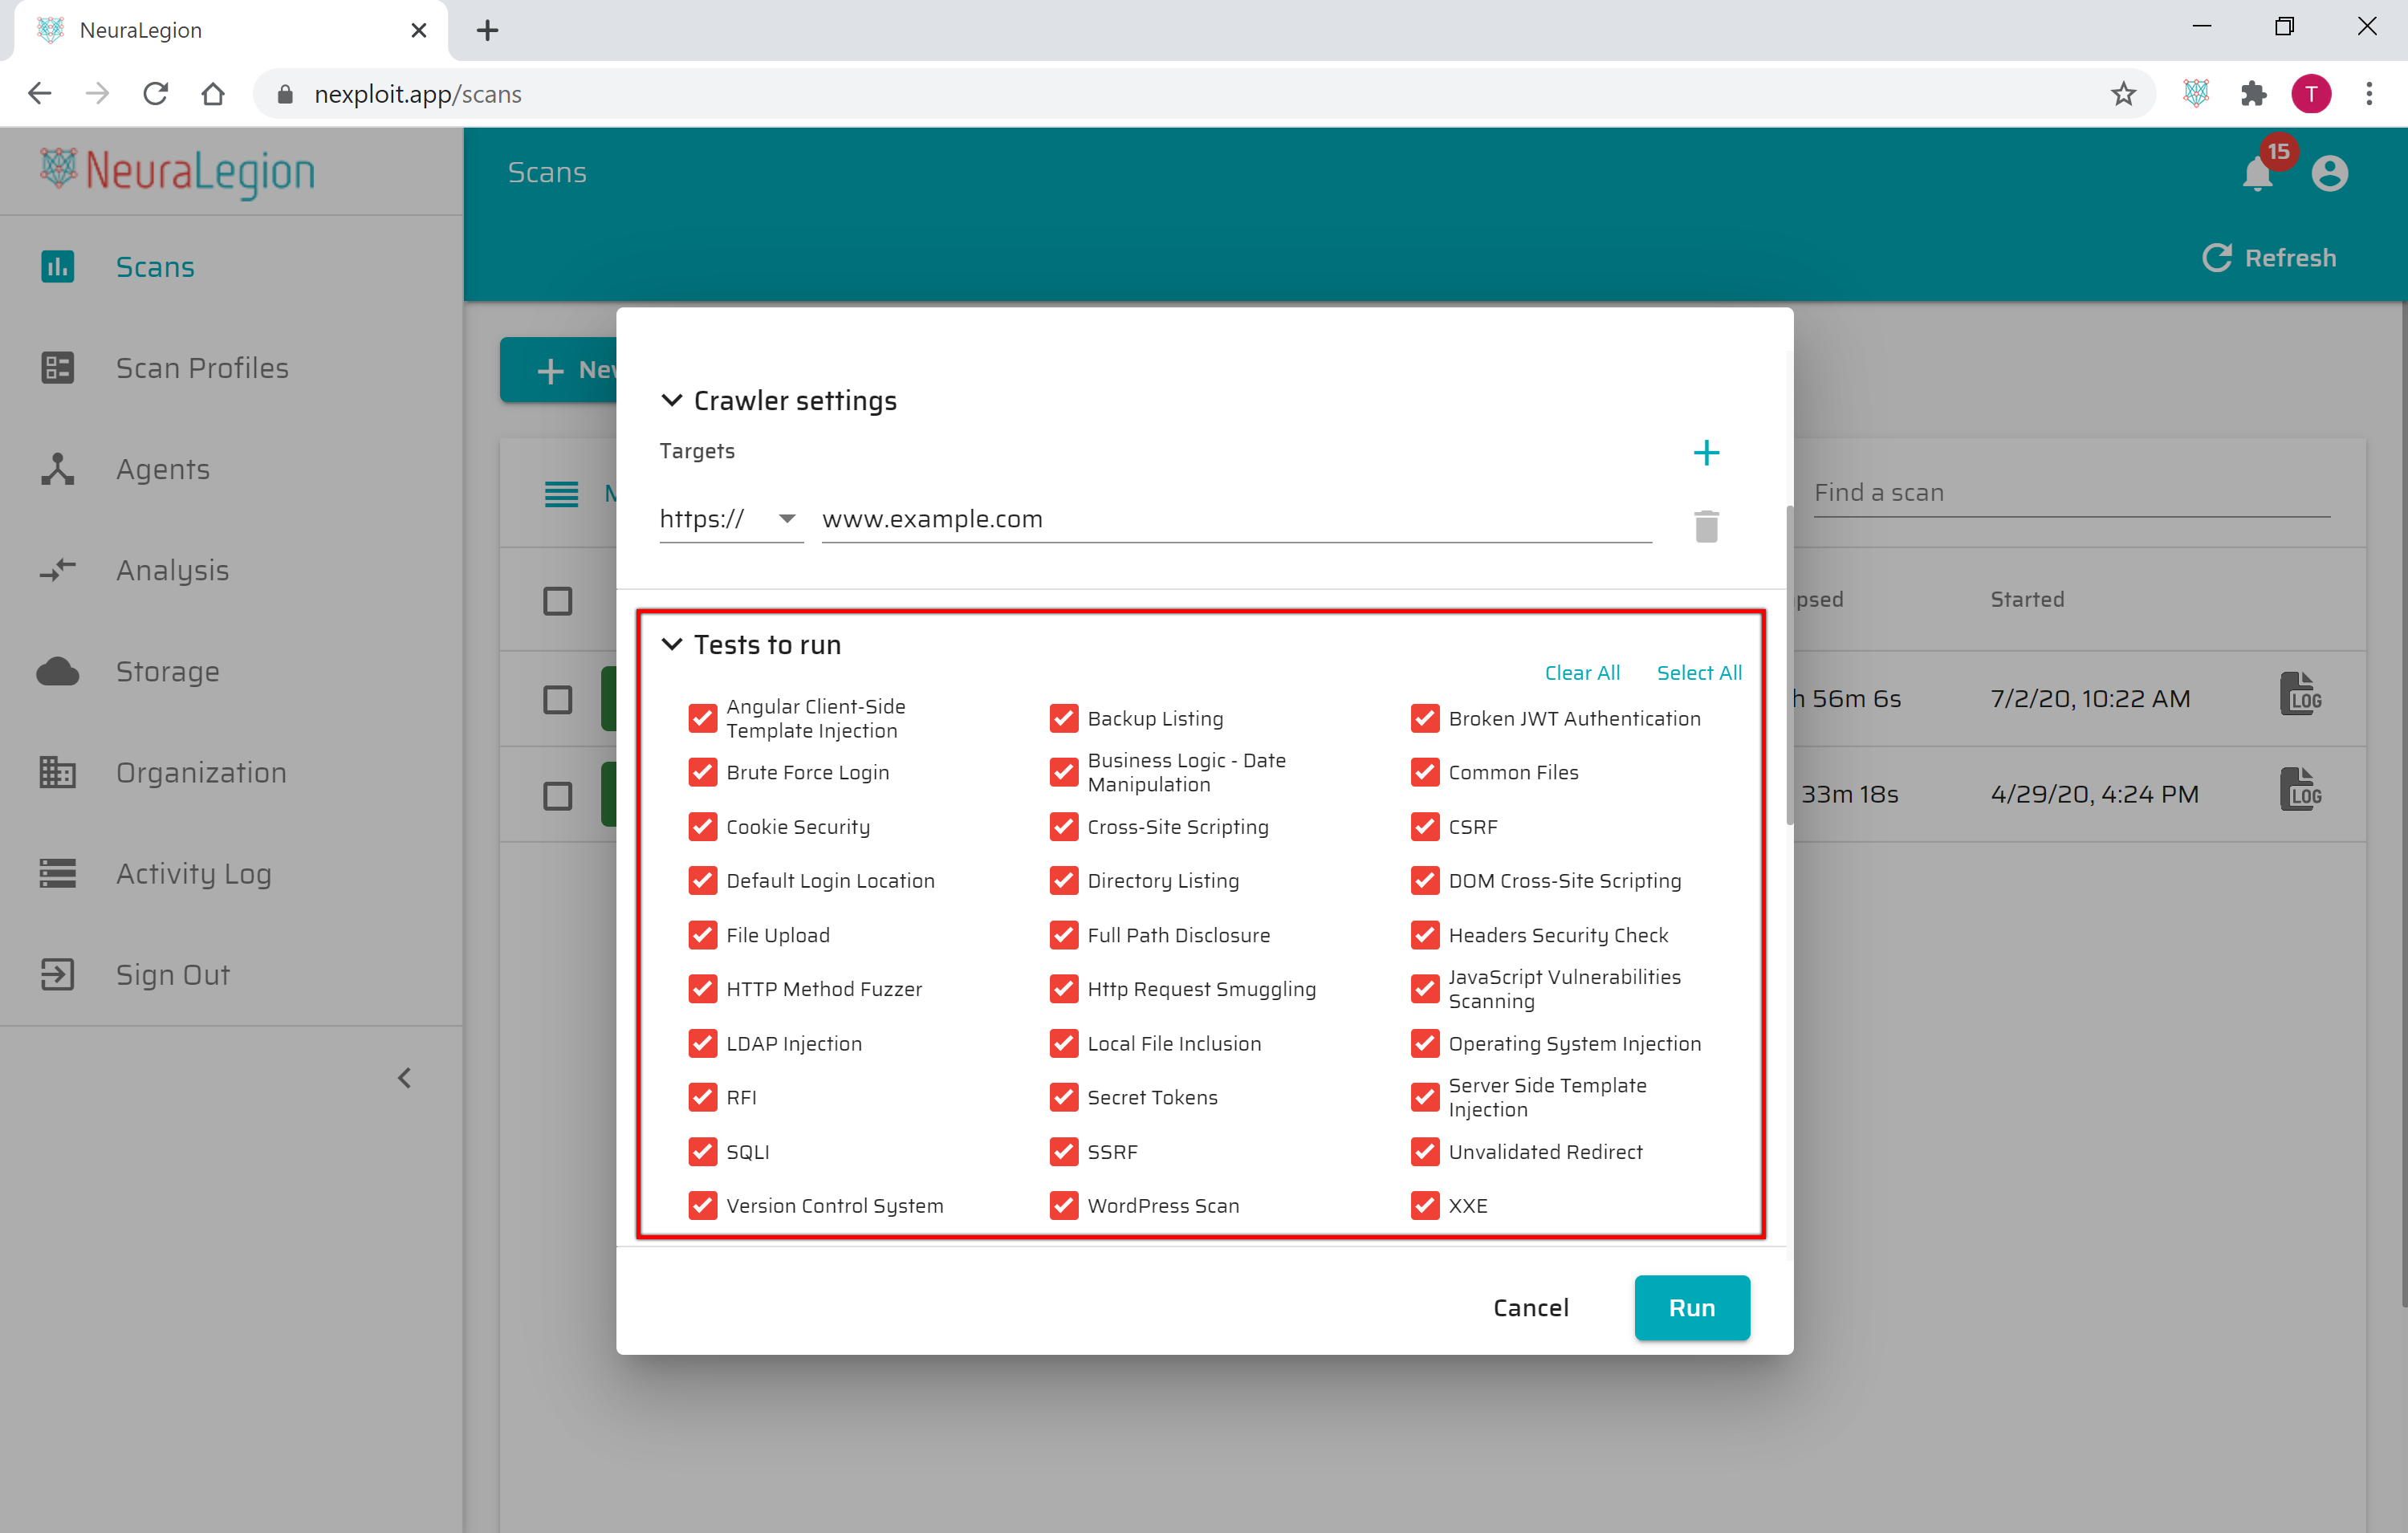 NeuraLegion
nexploit.app/scans
T
NeuraLegion
Scans
15
Refresh
Scans
Scan Profiles
Agents
Analysis
Storage
Organization
Activity Log
Sign Out
Crawler settings
Targets
https://
www.example.com
Tests to run
Clear All
Select All
Angular Client-Side
Template Injection
Backup Listing
Broken JWT Authentication
Brute Force Login
Business Logic - Date
Manipulation
Common Files
Cookie Security
Cross-Site Scripting
CSRF
Default Login Location
Directory Listing
DOM Cross-Site Scripting
File Upload
Full Path Disclosure
Headers Security Check
HTTP Method Fuzzer
Http Request Smuggling
JavaScript Vulnerabilities
Scanning
LDAP Injection
Local File Inclusion
Operating System Injection
RFI
Secret Tokens
Server Side Template
Injection
SQLI
SSRF
Unvalidated Redirect
Version Control System
WordPress Scan
XXE
Cancel
Run
Find a scan
Started
56m 6s
7/2/20, 10:22 AM
LOG
33m 18s
4/29/20, 4:24 PM
LOG